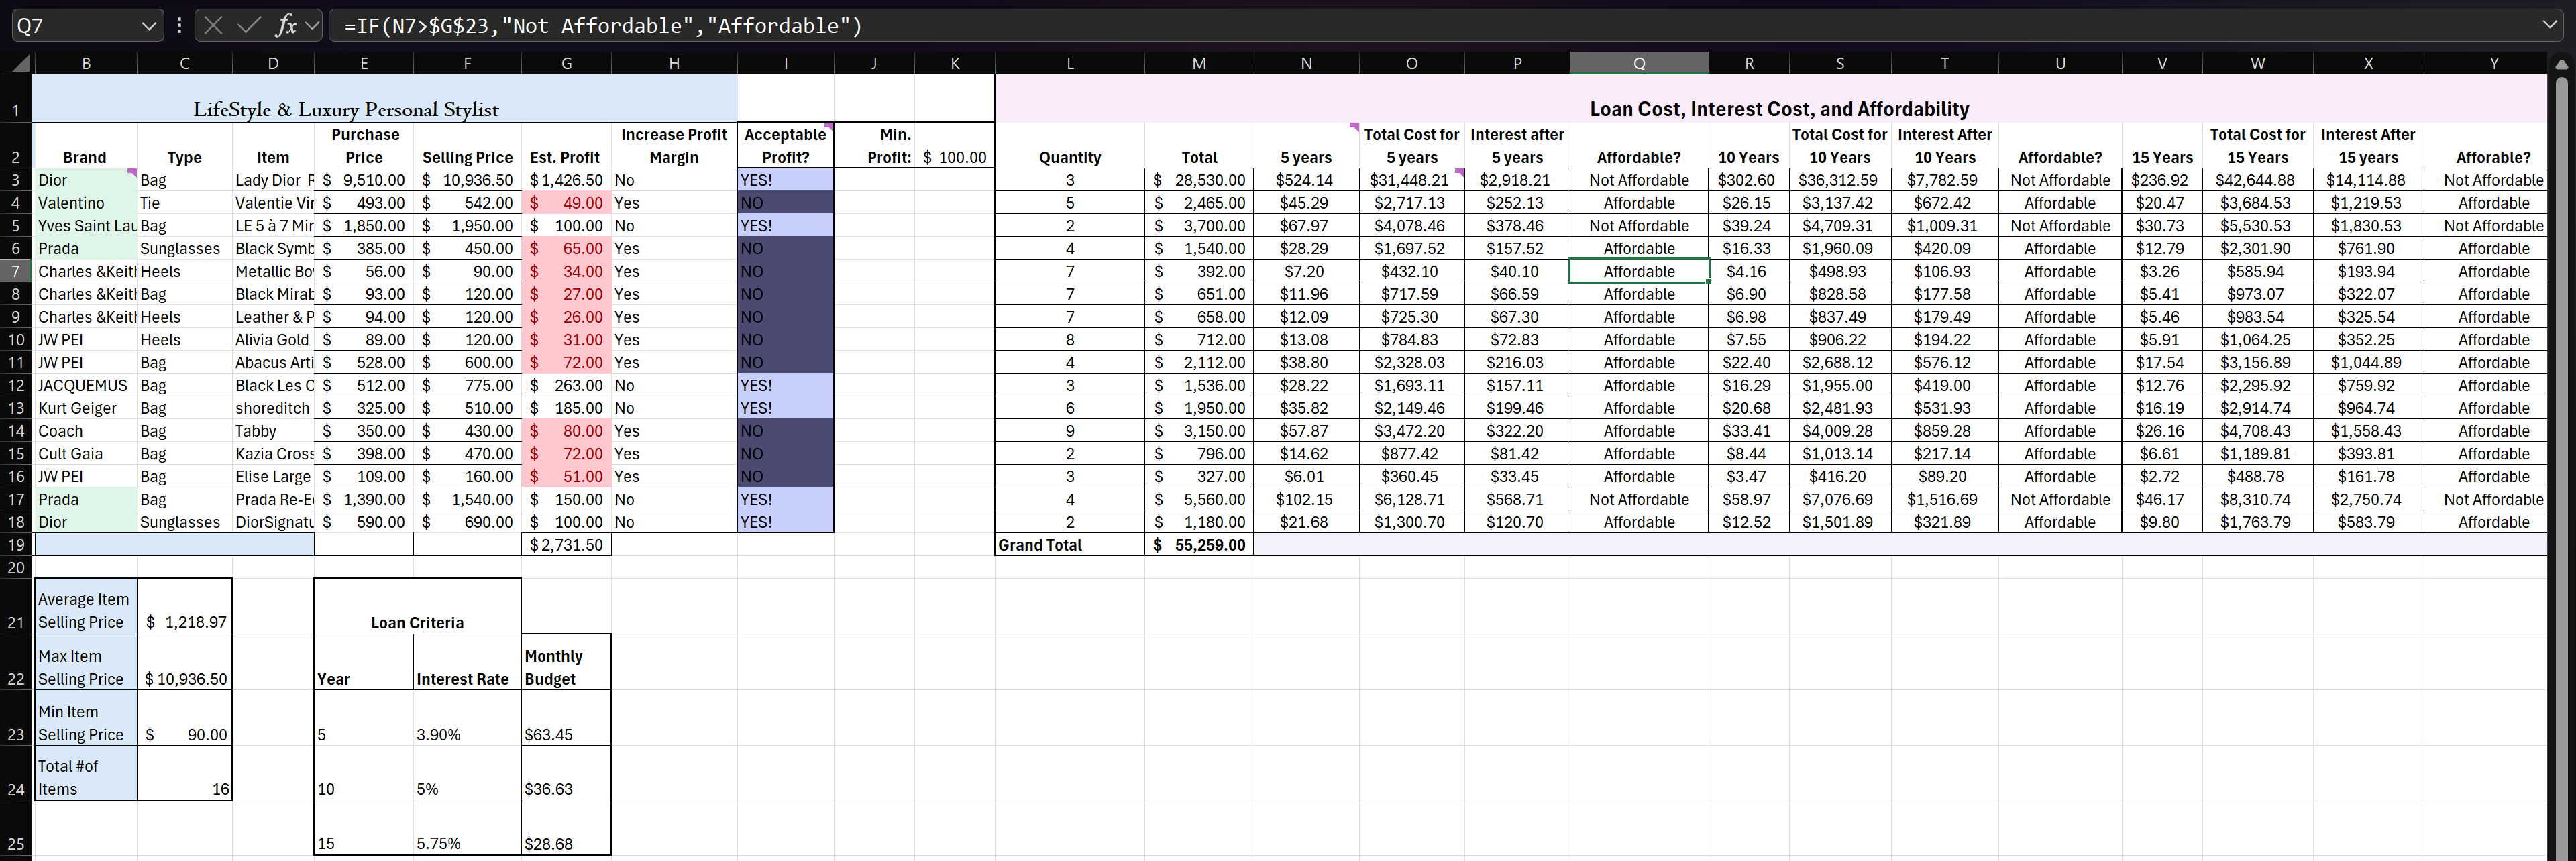 Q7 fx =IF(N7>$G$23,"Not Affordable","Affordable")
B C D E F G H I J K L M N O P Q R S T U V W X Y
1 LifeStyle & Luxury Personal Stylist Loan Cost, Interest Cost, and Affordability
2 Brand Type Item Purchase Price Selling Price Est. Profit Increase Profit Margin Acceptable Profit? Min. Profit: $ 100.00 Quantity Total 5 years Total Cost for 5 years Interest after 5 years Affordable? 10 Years Total Cost for 10 Years Interest After 10 Years Affordable? 15 Years Total Cost for 15 Years Interest After 15 years Afforable?
3 Dior Bag Lady Dior $ 9,510.00 $ 10,936.50 $ 1,426.50 No YES! 3 $ 28,530.00 $524.14 $31,448.21 $2,918.21 Not Affordable $302.60 $36,312.59 $7,782.59 Not Affordable $236.92 $42,644.88 $14,114.88 Not Affordable
4 Valentino Tie Valentie Vir $ 493.00 $ 542.00 $ 49.00 Yes NO 5 $ 2,465.00 $45.29 $2,717.13 $252.13 Affordable $26.15 $3,137.42 $672.42 Affordable $20.47 $3,684.53 $1,219.53 Affordable
5 Yves Saint Lau Bag LE 5 à 7 Mir $ 1,850.00 $ 1,950.00 $ 100.00 No YES! 2 $ 3,700.00 $67.97 $4,078.46 $378.46 Not Affordable $39.24 $4,709.31 $1,009.31 Not Affordable $30.73 $5,530.53 $1,830.53 Not Affordable
6 Prada Sunglasses Black Symb $ 385.00 $ 450.00 $ 65.00 Yes NO 4 $ 1,540.00 $28.29 $1,697.52 $157.52 Affordable $16.33 $1,960.09 $420.09 Affordable $12.79 $2,301.90 $761.90 Affordable
7 Charles &Keith Heels Metallic Bo $ 56.00 $ 90.00 $ 34.00 Yes NO 7 $ 392.00 $7.20 $432.10 $40.10 Affordable $4.16 $498.93 $106.93 Affordable $3.26 $585.94 $193.94 Affordable
8 Charles &Keith Bag Black Mirab $ 93.00 $ 120.00 $ 27.00 Yes NO 7 $ 651.00 $11.96 $717.59 $66.59 Affordable $6.90 $828.58 $177.58 Affordable $5.41 $973.07 $322.07 Affordable
9 Charles &Keith Heels Leather & P $ 94.00 $ 120.00 $ 26.00 Yes NO 7 $ 658.00 $12.09 $725.30 $67.30 Affordable $6.98 $837.49 $179.49 Affordable $5.46 $983.54 $325.54 Affordable
10 JW PEI Heels Alivia Gold $ 89.00 $ 120.00 $ 31.00 Yes NO 8 $ 712.00 $13.08 $784.83 $72.83 Affordable $7.55 $906.22 $194.22 Affordable $5.91 $1,064.25 $352.25 Affordable
11 JW PEI Bag Abacus Arti $ 528.00 $ 600.00 $ 72.00 Yes NO 4 $ 2,112.00 $38.80 $2,328.03 $216.03 Affordable $22.40 $2,688.12 $576.12 Affordable $17.54 $3,156.89 $1,044.89 Affordable
12 JACQUEMUS Bag Black Les C $ 512.00 $ 775.00 $ 263.00 No YES! 3 $ 1,536.00 $28.22 $1,693.11 $157.11 Affordable $16.29 $1,955.00 $419.00 Affordable $12.76 $2,295.92 $759.92 Affordable
13 Kurt Geiger Bag shoreditch $ 325.00 $ 510.00 $ 185.00 No YES! 6 $ 1,950.00 $35.82 $2,149.46 $199.46 Affordable $20.68 $2,481.93 $531.93 Affordable $16.19 $2,914.74 $964.74 Affordable
14 Coach Bag Tabby $ 350.00 $ 430.00 $ 80.00 Yes NO 9 $ 3,150.00 $57.87 $3,472.20 $322.20 Affordable $33.41 $4,009.28 $859.28 Affordable $26.16 $4,708.43 $1,558.43 Affordable
15 Cult Gaia Bag Kazia Cross $ 398.00 $ 470.00 $ 72.00 Yes NO 2 $ 796.00 $14.62 $877.42 $81.42 Affordable $8.44 $1,013.14 $217.14 Affordable $6.61 $1,189.81 $393.81 Affordable
16 JW PEI Bag Elise Large $ 109.00 $ 160.00 $ 51.00 Yes NO 3 $ 327.00 $6.01 $360.45 $33.45 Affordable $3.47 $416.20 $89.20 Affordable $2.72 $488.78 $161.78 Affordable
17 Prada Bag Prada Re-E $ 1,390.00 $ 1,540.00 $ 150.00 No YES! 4 $ 5,560.00 $102.15 $6,128.71 $568.71 Not Affordable $58.97 $7,076.69 $1,516.69 Not Affordable $46.17 $8,310.74 $2,750.74 Not Affordable
18 Dior Sunglasses DiorSignatu $ 590.00 $ 690.00 $ 100.00 No YES! 2 $ 1,180.00 $21.68 $1,300.70 $120.70 Affordable $12.52 $1,501.89 $321.89 Affordable $9.80 $1,763.79 $583.79 Affordable
19 $ 2,731.50 Grand Total $ 55,259.00
20
21 Average Item Selling Price $ 1,218.97 Loan Criteria
22 Max Item Selling Price $ 10,936.50 Year Interest Rate Monthly Budget
23 Min Item Selling Price $ 90.00 5 3.90% $63.45
24 Total #of Items 16 10 5% $36.63
25 15 5.75% $28.68